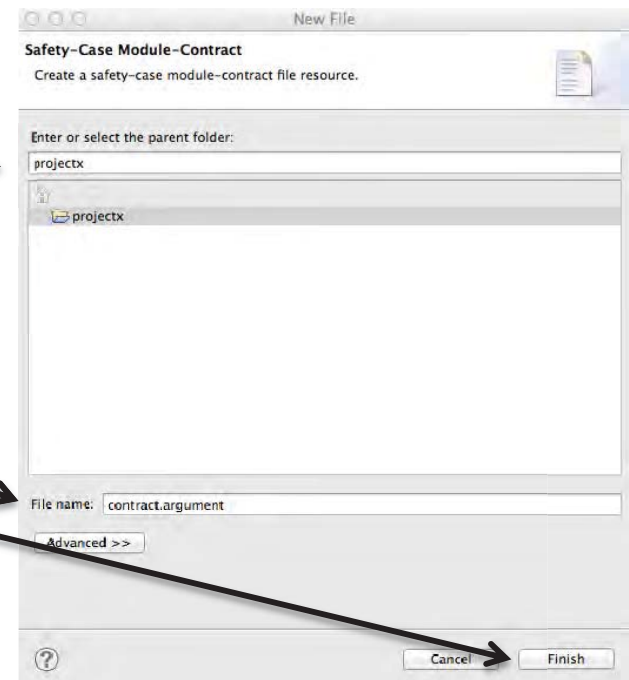 New File
Safety-Case Module-Contract
Create a safety-case module-contract file resource.
Enter or select the parent folder:
projectx
projectx
File name: contract.argument
Advanced >>
? Cancel Finish